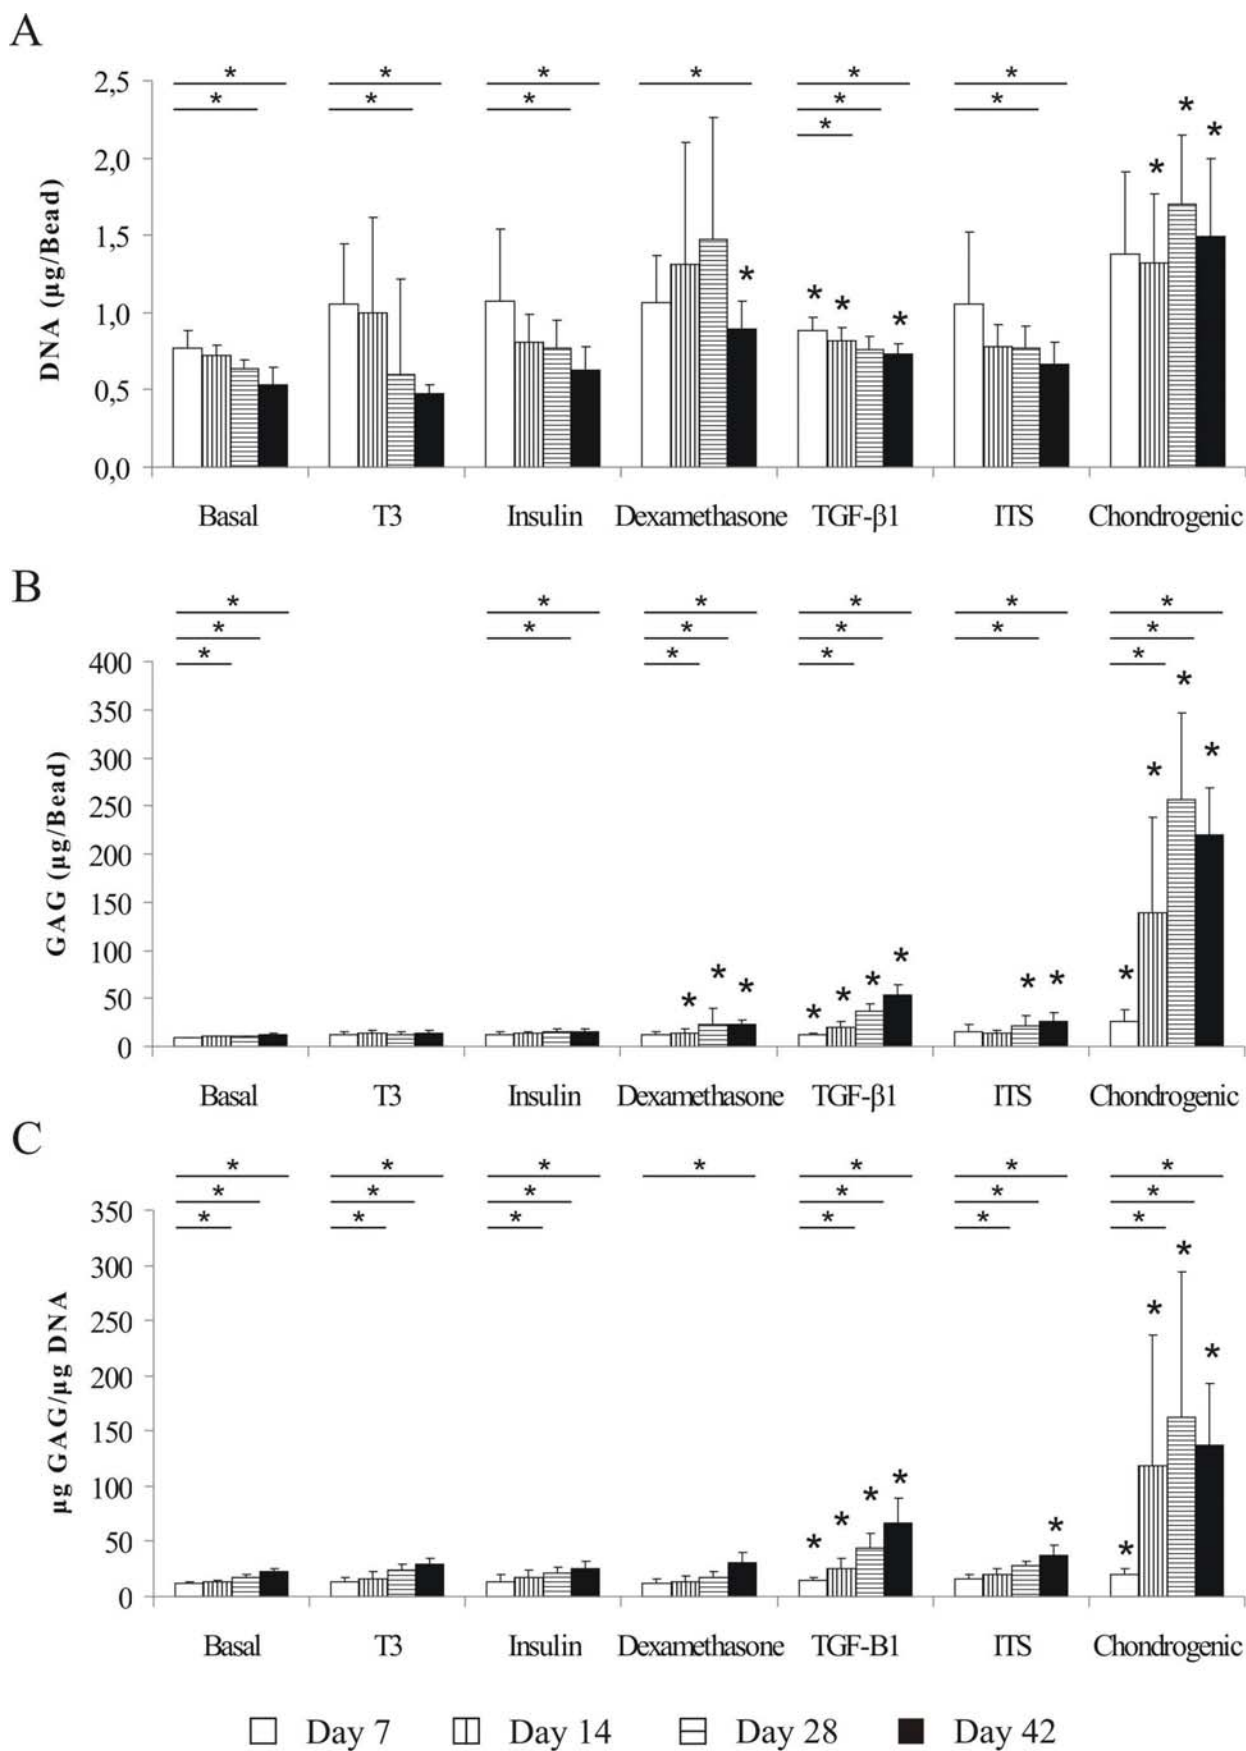 A
* * * * * *
* * * * *
*
2,5
2,0
1,5
1,0
0,5
0,0
DNA (µg/Bead)
* * * * * * *
Basal T3 Insulin Dexamethasone TGF-β1 ITS Chondrogenic
B
* * * * * *
* * * * * *
* * * *
400
350
300
250
200
150
100
50
0
GAG (µg/Bead)
* * * * * * * * * * * * *
Basal T3 Insulin Dexamethasone TGF-β1 ITS Chondrogenic
C
* * * * * * *
* * * * * *
* * * * * *
350
300
250
200
150
100
50
0
µg GAG/µg DNA
* * * * * * * * *
Basal T3 Insulin Dexamethasone TGF-B1 ITS Chondrogenic
Day 7 Day 14 Day 28 Day 42